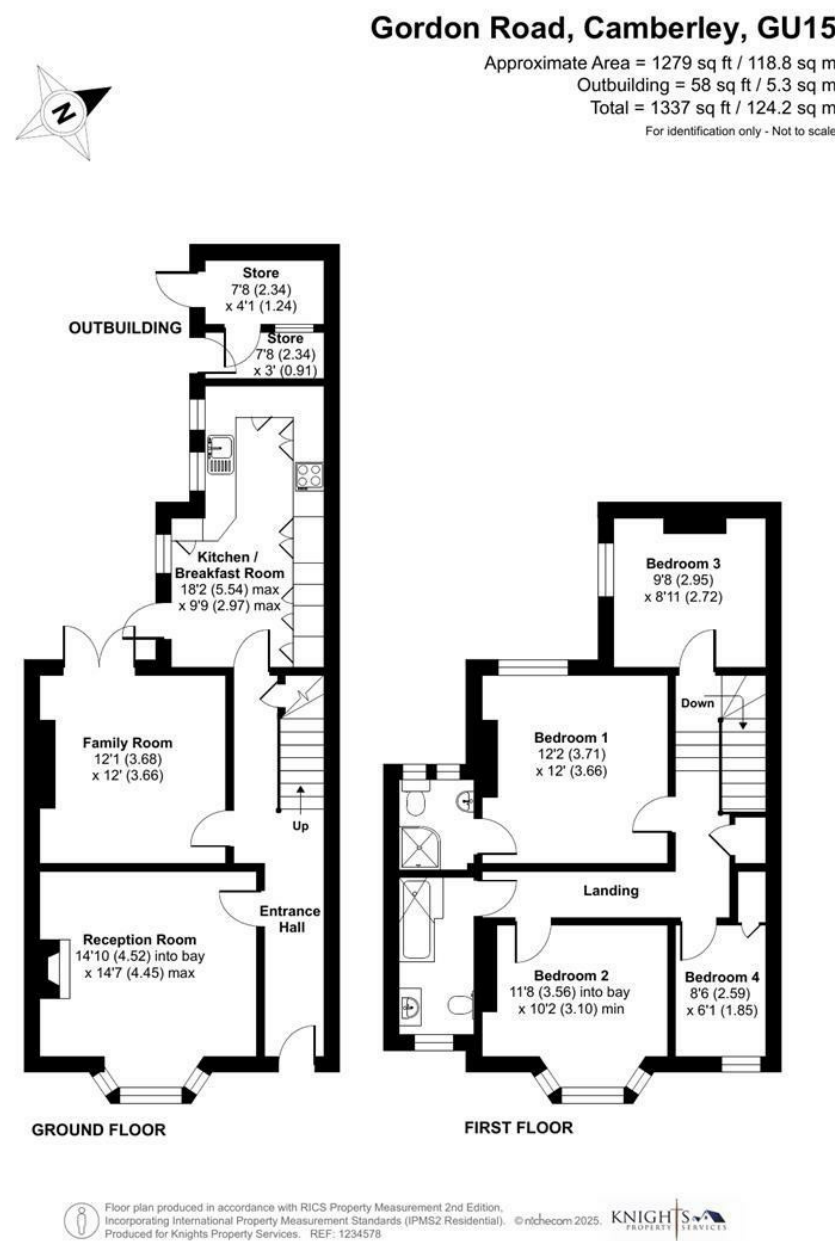 Gordon Road, Camberley, GU15
Approximate Area = 1279 sq ft / 118.8 sq m
Outbuilding = 58 sq ft / 5.3 sq m
Total = 1337 sq ft / 124.2 sq m
For identification only - Not to scale
N
Store
7'8 (2.34)
x 4'1 (1.24)
OUTBUILDING
Store
7'8 (2.34)
x 3' (0.91)
Kitchen /
Breakfast Room
18'2 (5.54) max
x 9'9 (2.97) max
Family Room
12'1 (3.68)
x 12' (3.66)
Up
Entrance
Hall
Reception Room
14'10 (4.52) into bay
x 14'7 (4.45) max
GROUND FLOOR
Bedroom 3
9'8 (2.95)
x 8'11 (2.72)
Down
Bedroom 1
12'2 (3.71)
x 12' (3.66)
Landing
Bedroom 2
11'8 (3.56) into bay
x 10'2 (3.10) min
Bedroom 4
8'6 (2.59)
x 6'1 (1.85)
FIRST FLOOR
Floor plan produced in accordance with RICS Property Measurement 2nd Edition,
Incorporating International Property Measurement Standards (IPMS2 Residential). © nichecom 2025.
Produced for Knights Property Services. REF: 1234578
KNIGHTS
PROPERTY SERVICES